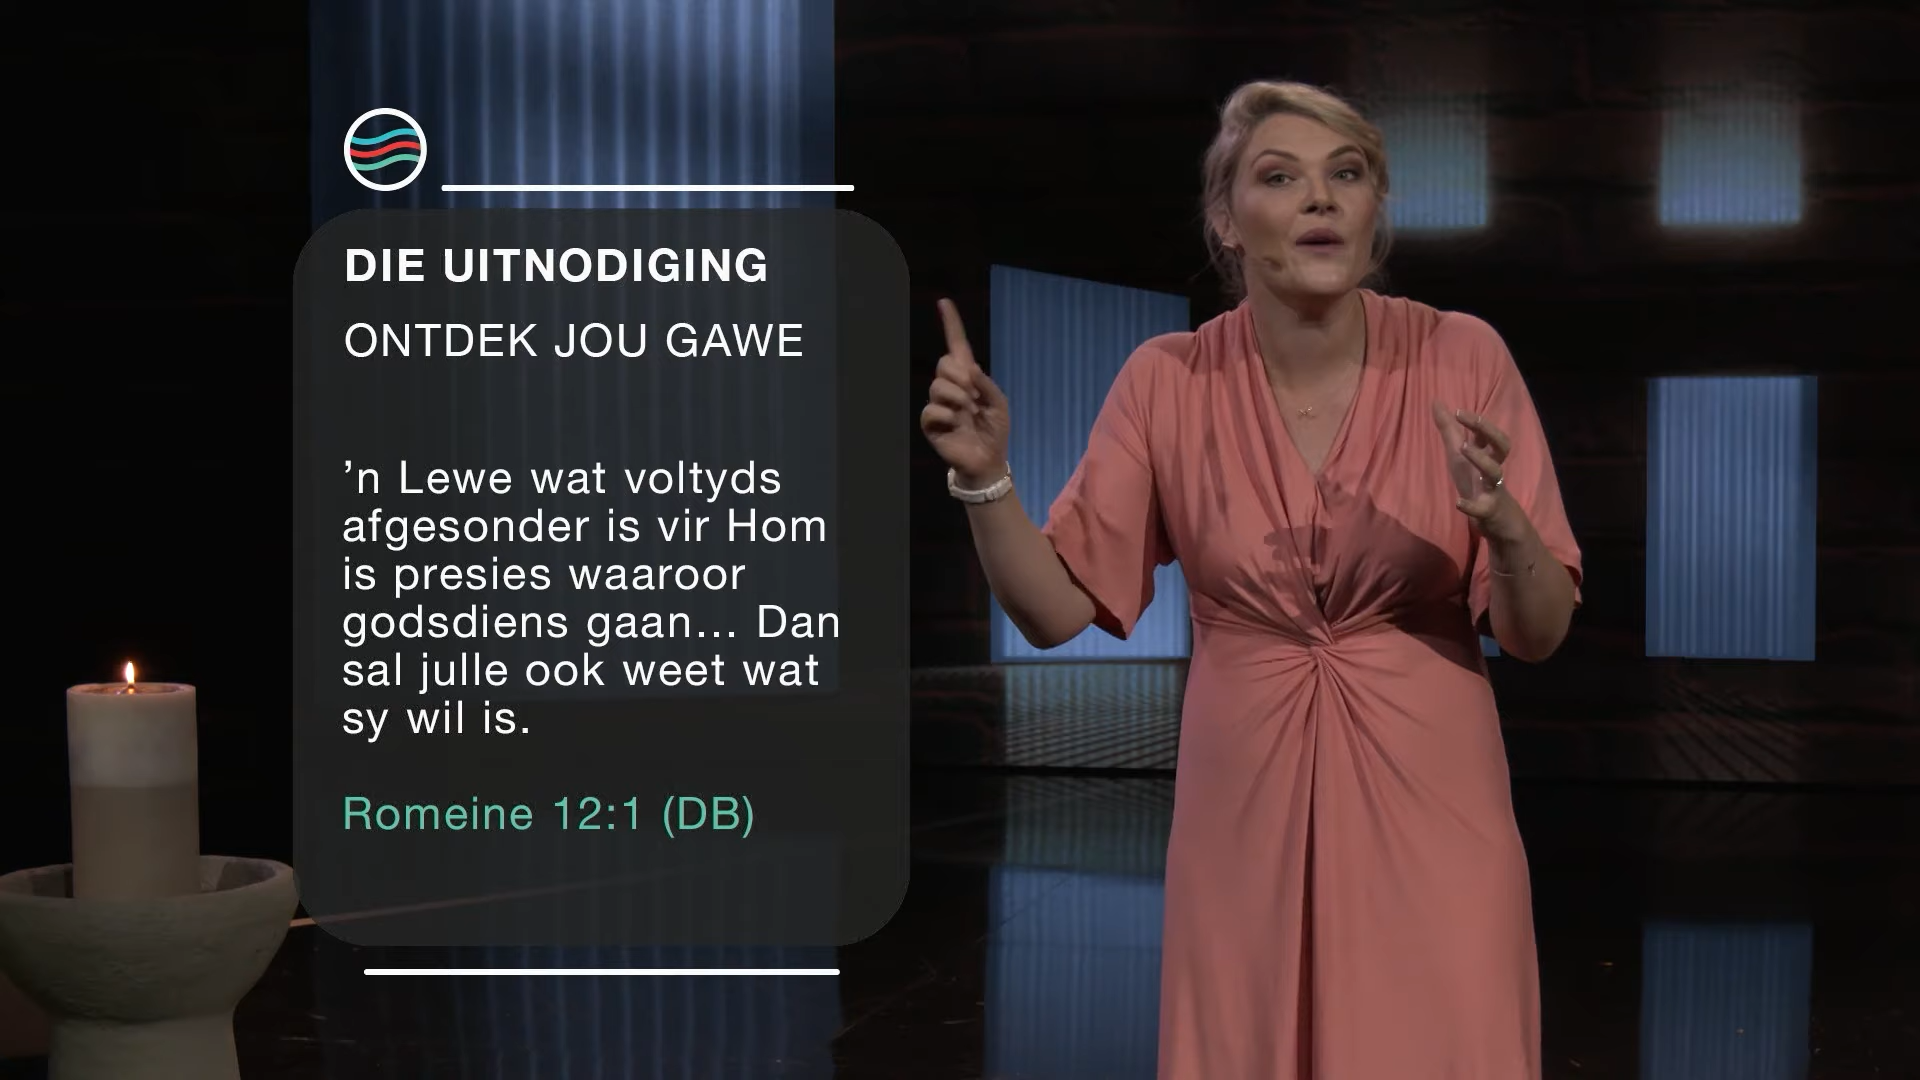 DIE UITNODIGING
ONTDEK JOU GAWE
’n Lewe wat voltyds
afgesonder is vir Hom
is presies waaroor
godsdiens gaan... Dan
sal julle ook weet wat
sy wil is.
Romeine 12:1 (DB)